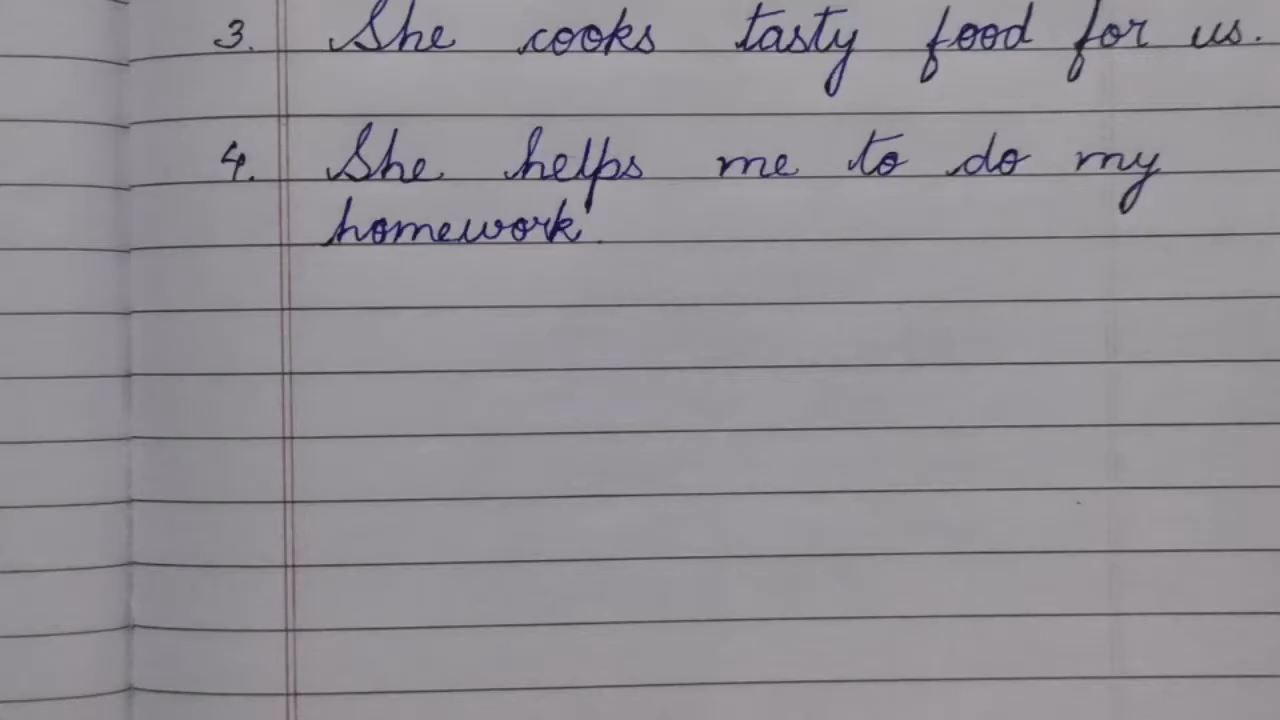 3. She cooks tasty food for us.
4. She helps me to do my
homework.